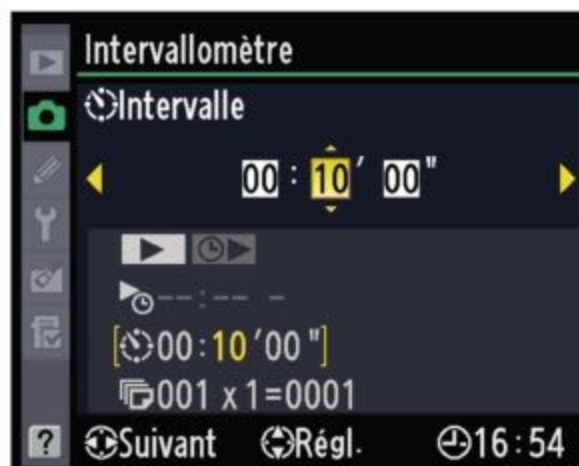 Intervallomètre
Intervalle
00 : 10 ' 00 "
--:-- -
00:10'00"
001 x 1=0001
? Suivant Régl. 16:54